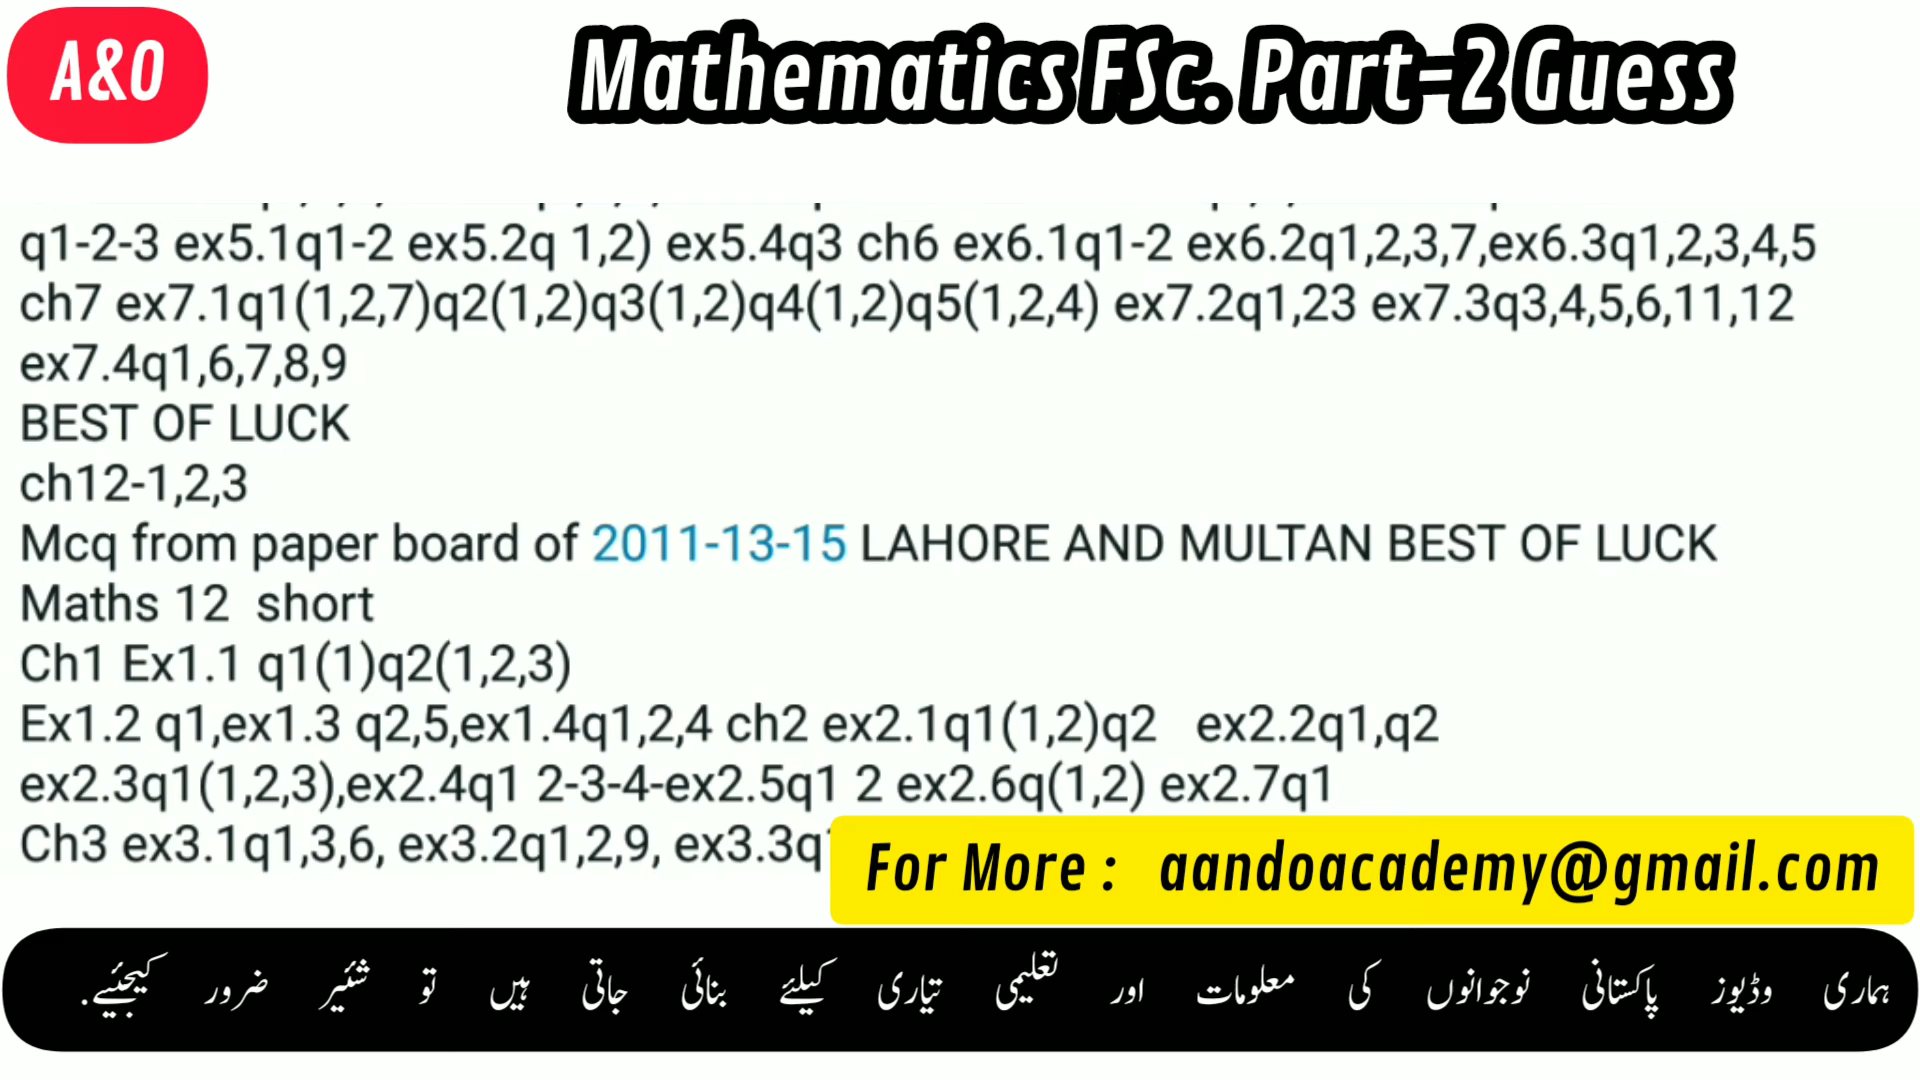 A&O
Mathematics FSc. Part=2 Guess
q1-2-3 ex5.1q1-2 ex5.2q 1,2) ex5.4q3 ch6 ex6.1q1-2 ex6.2q1,2,3,7,ex6.3q1,2,3,4,5
ch7 ex7.1q1(1,2,7)q2(1,2)q3(1,2)q4(1,2)q5(1,2,4) ex7.2q1,23 ex7.3q3,4,5,6,11,12
ex7.4q1,6,7,8,9
BEST OF LUCK
ch12-1,2,3
Mcq from paper board of 2011-13-15 LAHORE AND MULTAN BEST OF LUCK
Maths 12 short
Ch1 Ex1.1 q1(1)q2(1,2,3)
Ex1.2 q1,ex1.3 q2,5,ex1.4q1,2,4 ch2 ex2.1q1(1,2)q2 ex2.2q1,q2
ex2.3q1(1,2,3),ex2.4q1 2-3-4-ex2.5q1 2 ex2.6q(1,2) ex2.7q1
Ch3 ex3.1q1,3,6, ex3.2q1,2,9, ex3.3q
For More : aandoacademy@gmail.com
ہماری وڈیوز پاکستانی نوجوانوں کی معلومات اور تعلیمی تیاری کیلئے بنائی جاتی ہیں تو شئیر ضرور کیجئیے.